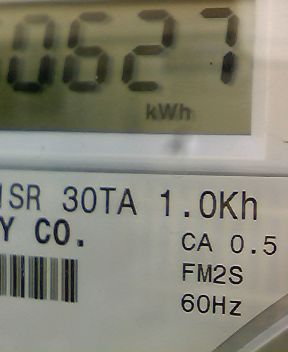 0627
kWh
SR 30TA 1.0Kh
Y CO.
CA 0.5
FM2S
60Hz